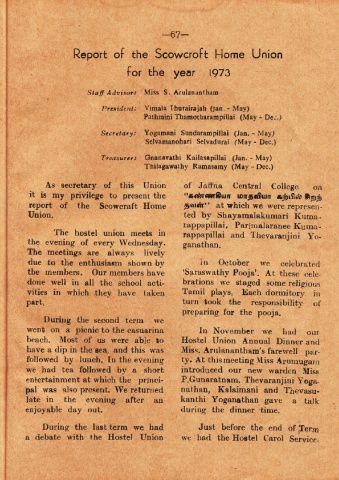 —67—
Report of the Scowcroft Home Union
for the year 1973
Staff Advisor: Miss S. Arulanantham
President: Vimala Thurairajah (Jan. - May)
Pathraini Thamotharampillai (May - Dec.)
Secretary: Yogamani Sundarampillai (Jan. - May)
Selvamanohari Selvadurai (May - Dec.)
Treasurer: Gnanavathi Kailasapillai (Jan. - May)
Thilagawathy Ramasamy (May - Dec.)
As secretary of this Union
it is my privilege to present the
report of the Scowcroft Home
Union.
The hostel union meets in
the evening of every Wednesday.
The meetings are always lively
due to the enthuiasm shown by
the members. Our members have
done well in all the school acti-
vities in which they have taken
part.
During the second term we
went on a picnic to the casuarina
beach. Most of us were able to
have a dip in the sea, and this was
followed by lunch. In the evening
we had tea followed by a short
entertainment at which the princi-
pal was also present. We returned
late in the evening after an
enjoyable day out.
During the last term we had
a debate with the Hostel Union
of Jaffna Central College on
"கண்ணகியா மாதவியா கற்பில் சிறந்
தவள்" at which we were represen-
ted by Shayamalakumari Kuma-
rappapillai, Parimalaranee Kuma-
rappapillai and Thevaranjini Yo-
ganathan.
In October we celebrated
'Saraswathy Pooja'. At these cele-
brations we staged some religious
Tamil plays. Each dormitory in
turn took the responsibility of
preparing for the pooja.
In November we had our
Hostel Union Annual Dinner and
Miss. Arulanantham's farewell par-
ty. At this meeting Miss Arumugam
introduced our new warden Miss
P.Gunaratnam, Thevaranjini Yoga-
nathan, Kalaimani and Thevasu-
kanthi Yoganathan gave a talk
during the dinner time.
Just before the end of Term
we had the Hostel Carol Service.